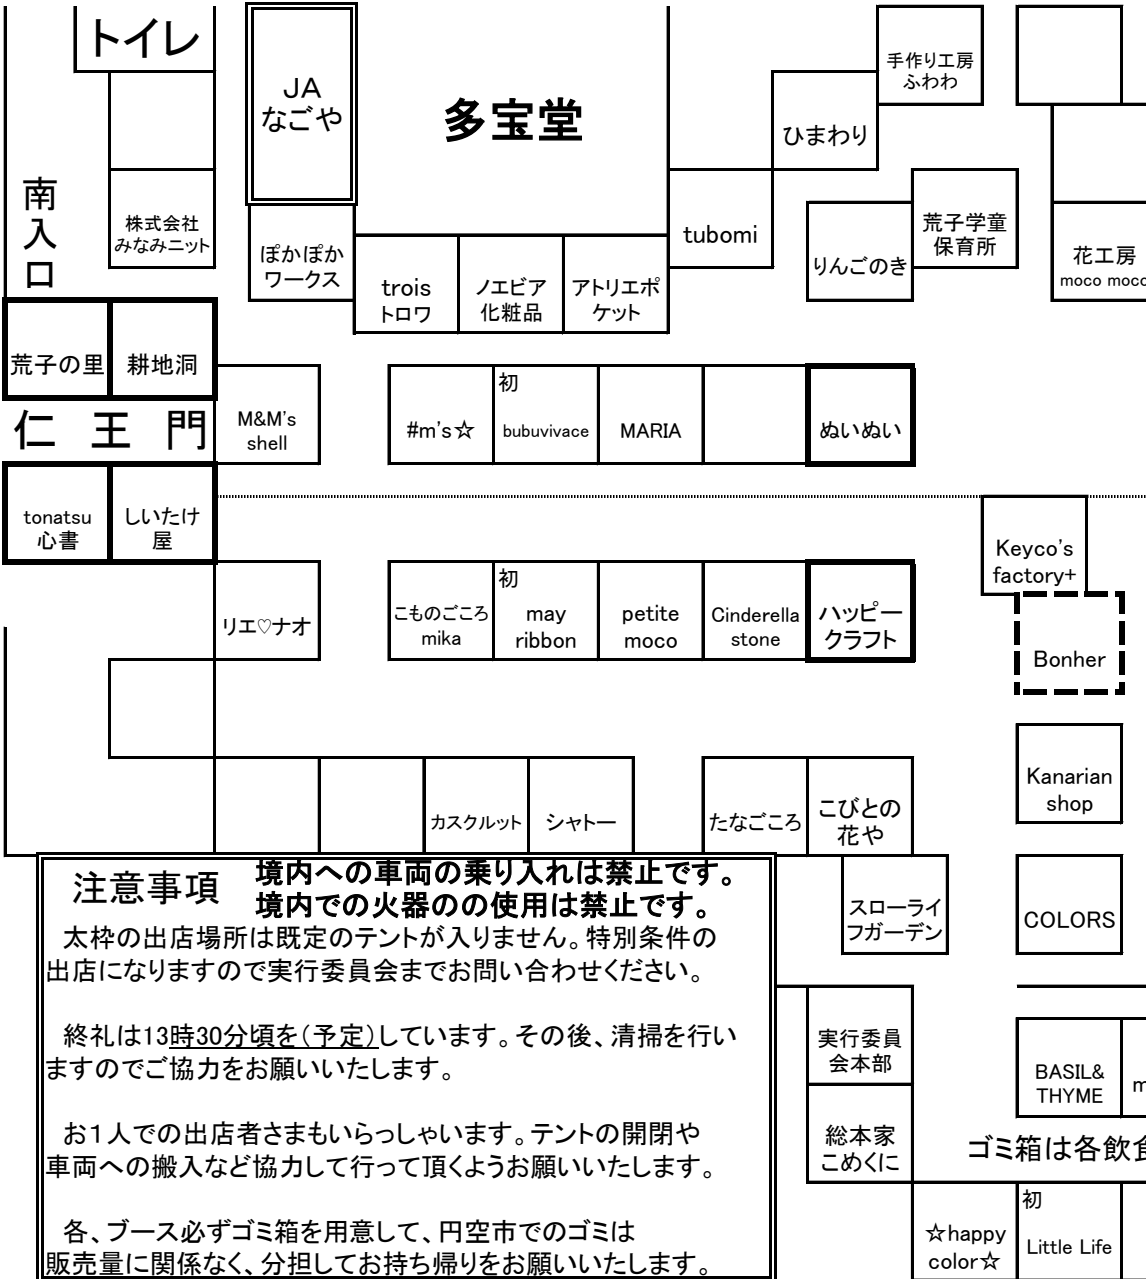 トイレ
JA
なごや
多宝堂
手作り工房
ふわわ
ひまわり
南入口
株式会社
みなみニット
ぽかぽか
ワークス
trois
トロワ
ノエビア
化粧品
アトリエポ
ケット
tubomi
りんごのき
荒子学童
保育所
花工房
moco moco
荒子の里
耕地洞
仁王門
M&M's
shell
#m's☆
初
bubuvivace
MARIA
ぬいぬい
tonatsu
心書
しいたけ
屋
Keyco's
factory+
リエ♡ナオ
こものごころ
mika
初
may
ribbon
petite
moco
Cinderella
stone
ハッピー
クラフト
Bonher
カスクルット
シャトー
たなごころ
こびとの
花や
Kanarian
shop
スローライ
フガーデン
COLORS
注意事項
境内への車両の乗り入れは禁止です。
境内での火器のの使用は禁止です。
太枠の出店場所は既定のテントが入りません。特別条件の
出店になりますので実行委員会までお問い合わせください。
終礼は13時30分頃を(予定)しています。その後、清掃を行い
ますのでご協力をお願いいたします。
お1人での出店者さまもいらっしゃいます。テントの開閉や
車両への搬入など協力して行って頂くようお願いいたします。
各、ブース必ずゴミ箱を用意して、円空市でのゴミは
販売量に関係なく、分担してお持ち帰りをお願いいたします。
実行委員
会本部
総本家
こめくに
BASIL&
THYME
m
ゴミ箱は各飲食
☆happy
color☆
初
Little Life